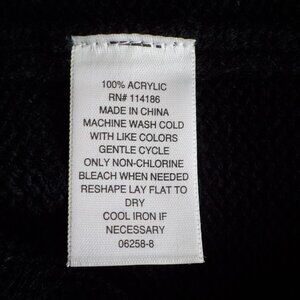 100% ACRYLIC
RN# 114186
MADE IN CHINA
MACHINE WASH COLD
WITH LIKE COLORS
GENTLE CYCLE
ONLY NON-CHLORINE
BLEACH WHEN NEEDED
RESHAPE LAY FLAT TO
DRY
COOL IRON IF
NECESSARY
06258-8